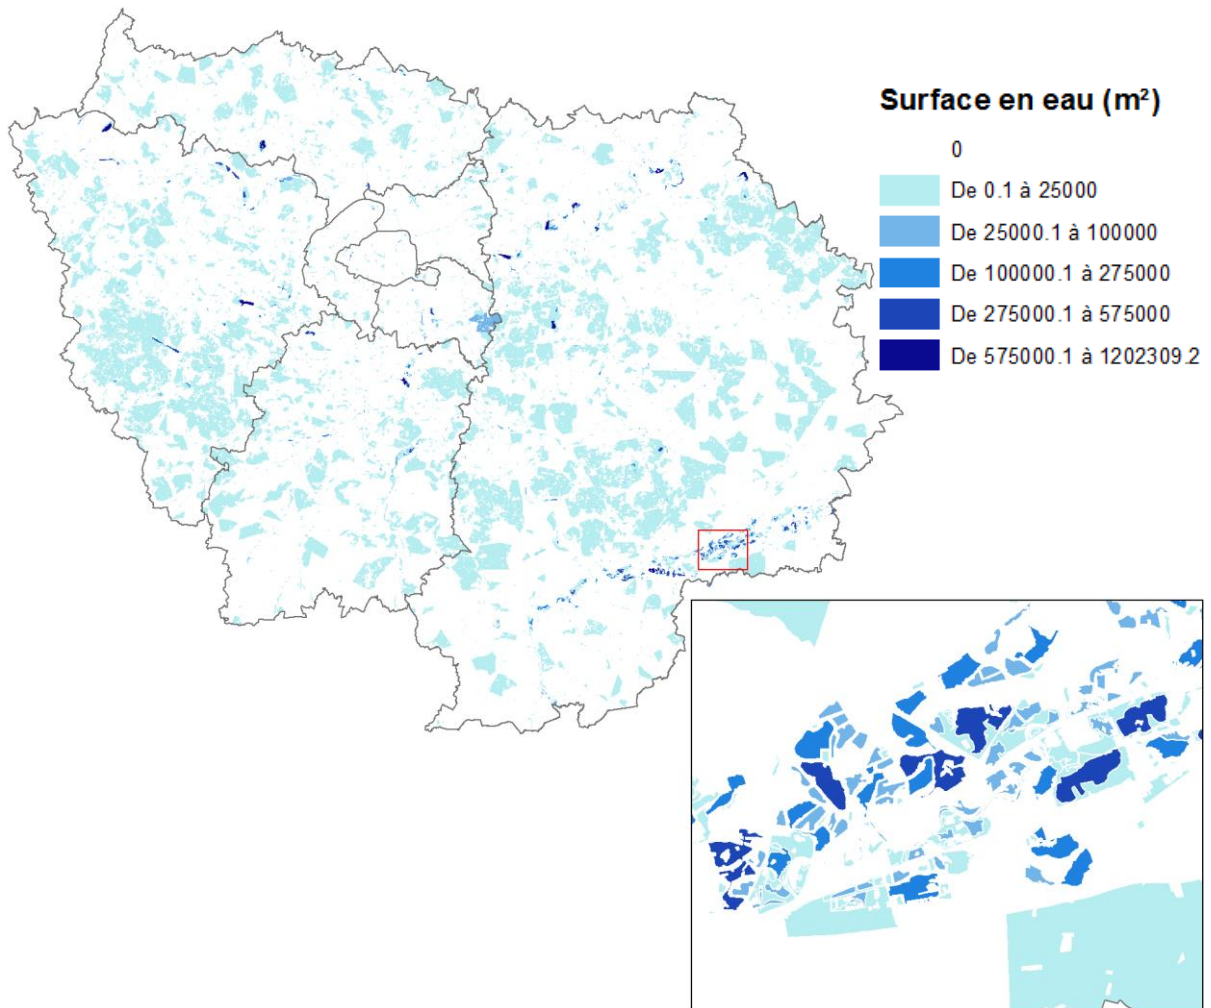 Surface en eau (m²)
0
De 0.1 à 25000
De 25000.1 à 100000
De 100000.1 à 275000
De 275000.1 à 575000
De 575000.1 à 1202309.2